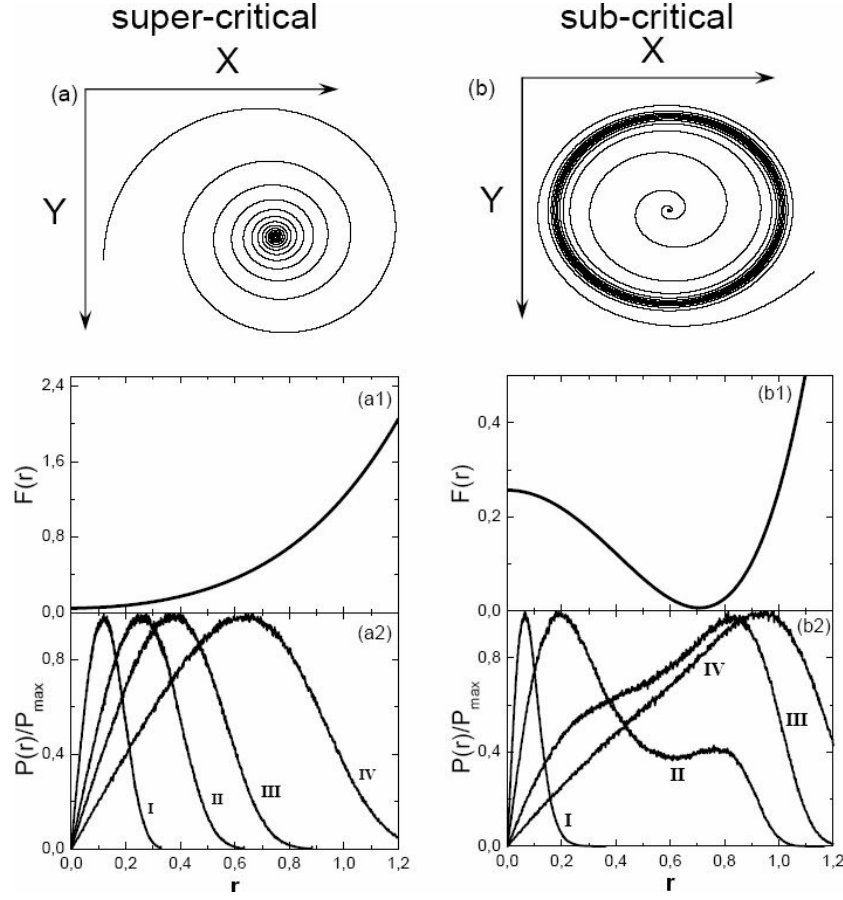 super-critical
sub-critical
X
X
(a)
(b)
Y
Y
2,4
1,6
0,8
0,0
F(r)
(a1)
0,4
0,2
0,0
F(r)
(b1)
0,8
0,4
0,0
P(r)/Pmax
(a2)
I
II
III
IV
0,0 0,2 0,4 0,6 0,8 1,0 1,2
r
0,8
0,4
0,0
P(r)/Pmax
(b2)
IV
III
II
I
0,0 0,2 0,4 0,6 0,8 1,0 1,2
r